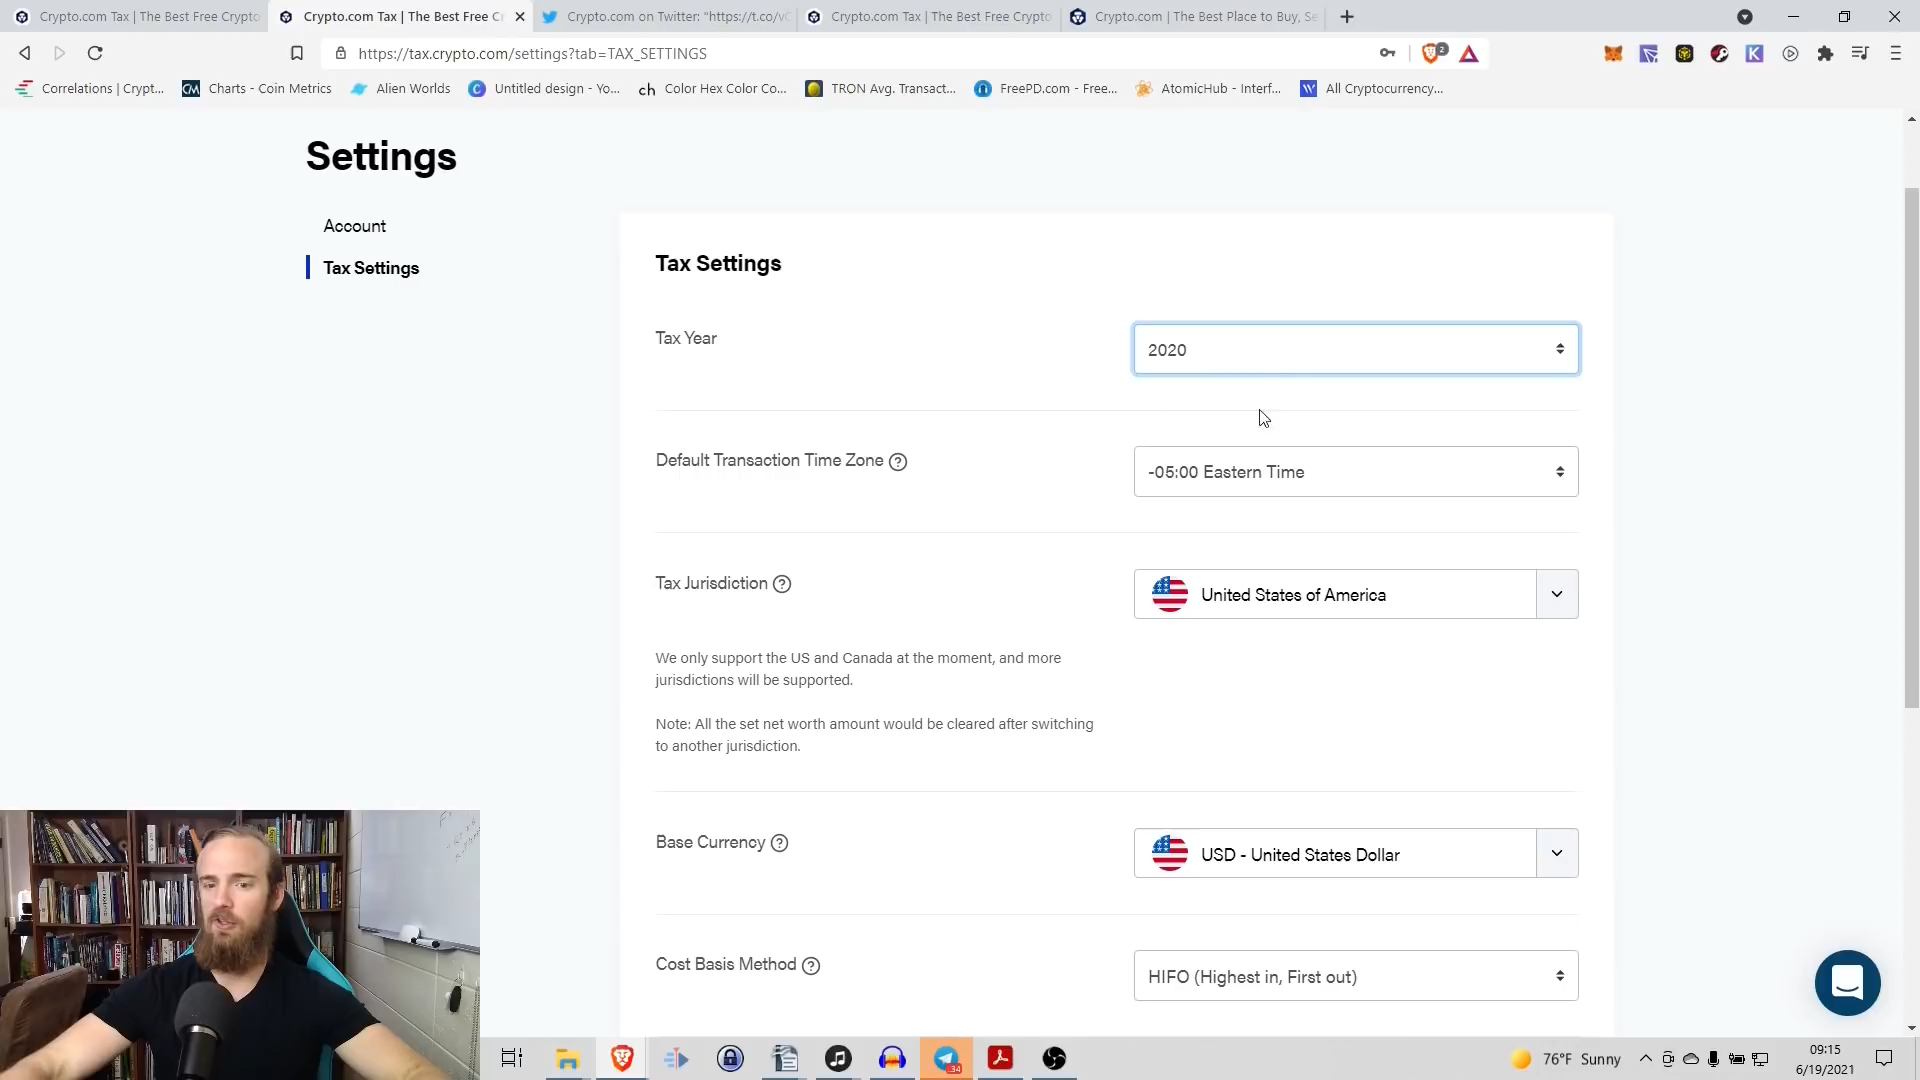 Crypto.com Tax | The Best Free Crypto
Crypto.com Tax | The Best Free C
Crypto.com on Twitter: "https://t.co/v
Crypto.com Tax | The Best Free Crypto
Crypto.com | The Best Place to Buy, Se
https://tax.crypto.com/settings?tab=TAX_SETTINGS
2
Correlations | Crypt...
Charts - Coin Metrics
Alien Worlds
Untitled design - Yo...
Color Hex Color Co...
TRON Avg. Transact...
FreePD.com - Free...
AtomicHub - Interf...
All Cryptocurrency...
Settings
Account
Tax Settings
Tax Settings
Tax Year
2020
Default Transaction Time Zone ?
-05:00 Eastern Time
Tax Jurisdiction ?
United States of America
We only support the US and Canada at the moment, and more
jurisdictions will be supported.
Note: All the set net worth amount would be cleared after switching
to another jurisdiction.
Base Currency ?
USD - United States Dollar
Cost Basis Method ?
HIFO (Highest in, First out)
34
76°F Sunny
09:15
6/19/2021